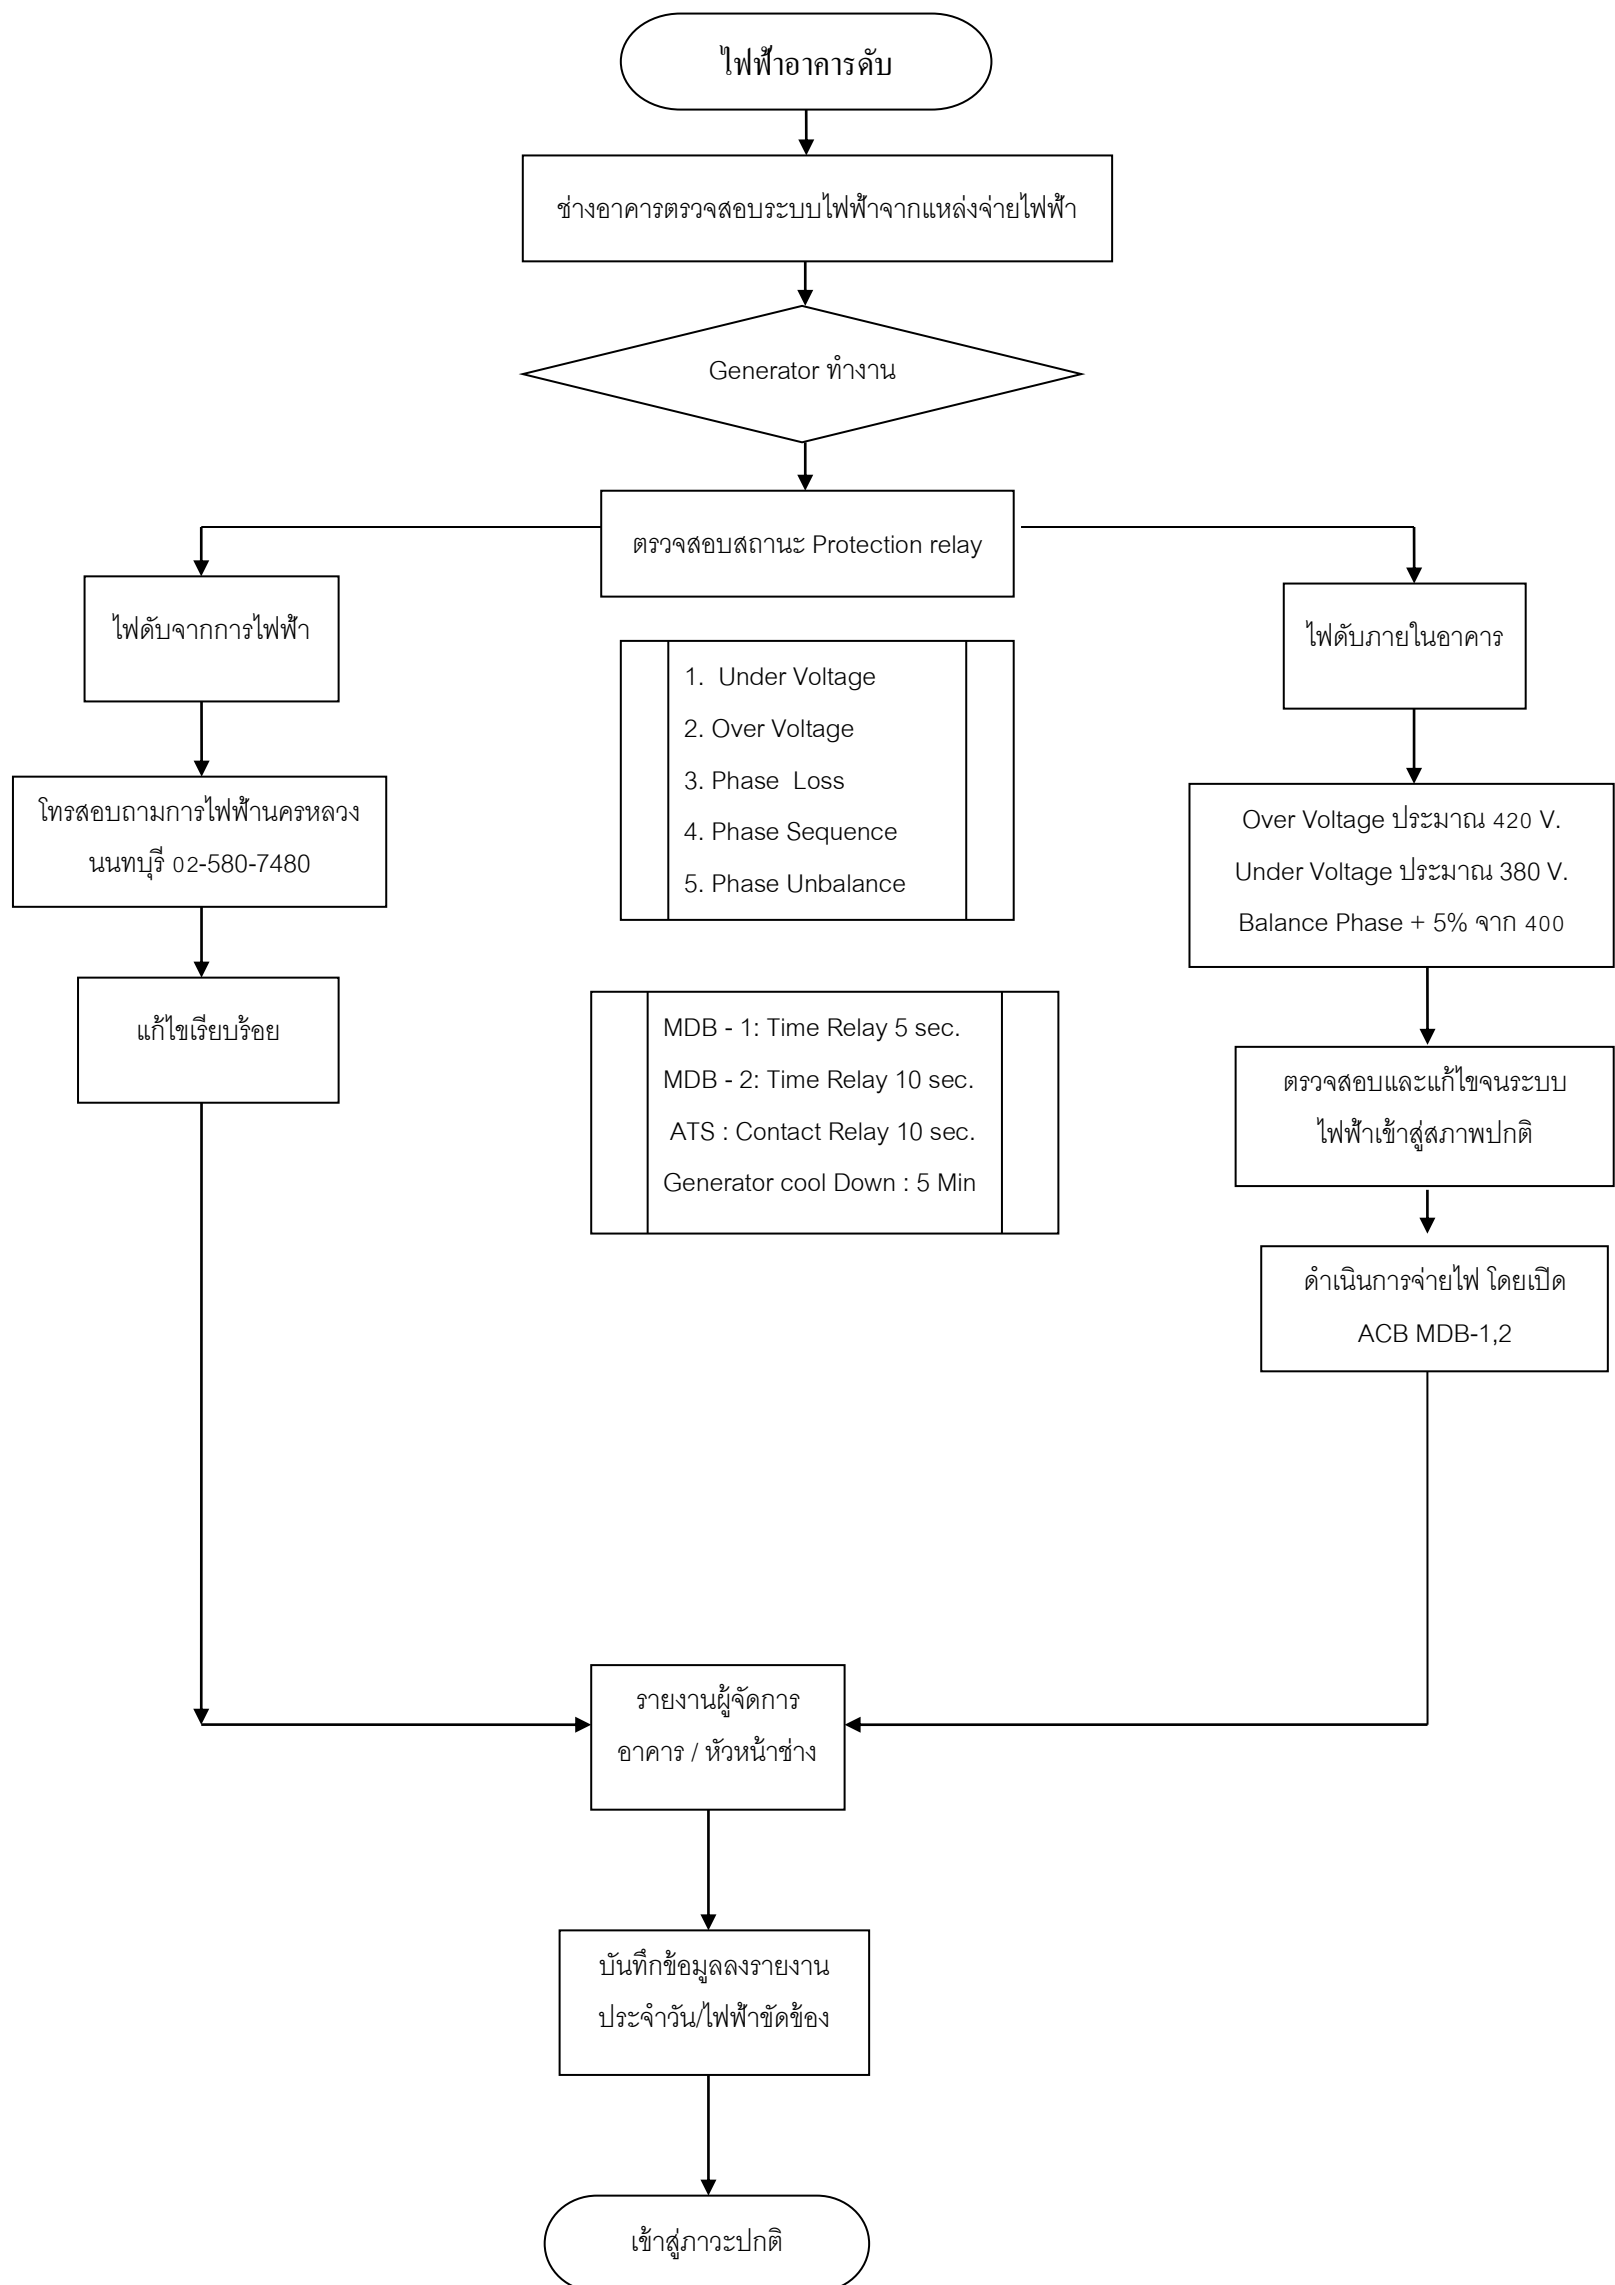 ไฟฟ้าอาคารดับ
ช่างอาคารตรวจสอบระบบไฟฟ้าจากแหล่งจ่ายไฟฟ้า
Generator ทำงาน
ตรวจสอบสถานะ Protection relay
ไฟดับจากการไฟฟ้า
โทรสอบถามการไฟฟ้านครหลวง
นนทบุรี 02-580-7480
แก้ไขเรียบร้อย
1. Under Voltage
2. Over Voltage
3. Phase Loss
4. Phase Sequence
5. Phase Unbalance
MDB - 1: Time Relay 5 sec.
MDB - 2: Time Relay 10 sec.
ATS : Contact Relay 10 sec.
Generator cool Down : 5 Min
ไฟดับภายในอาคาร
Over Voltage ประมาณ 420 V.
Under Voltage ประมาณ 380 V.
Balance Phase + 5% จาก 400
ตรวจสอบและแก้ไขจนระบบ
ไฟฟ้าเข้าสู่สภาพปกติ
ดำเนินการจ่ายไฟ โดยเปิด
ACB MDB-1,2
รายงานผู้จัดการ
อาคาร / หัวหน้าช่าง
บันทึกข้อมูลลงรายงาน
ประจำวัน/ไฟฟ้าขัดข้อง
เข้าสู่ภาวะปกติ